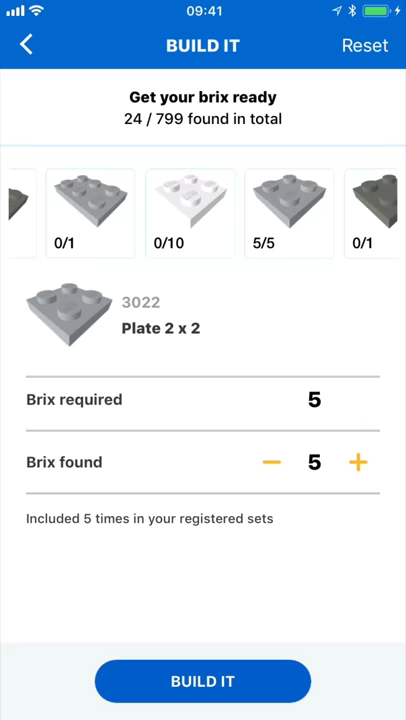 09:41
BUILD IT
Reset
Get your brix ready
24 / 799 found in total
0/1
0/10
5/5
0/1
3022
Plate 2 x 2
Brix required
5
Brix found
− 5 +
Included 5 times in your registered sets
BUILD IT